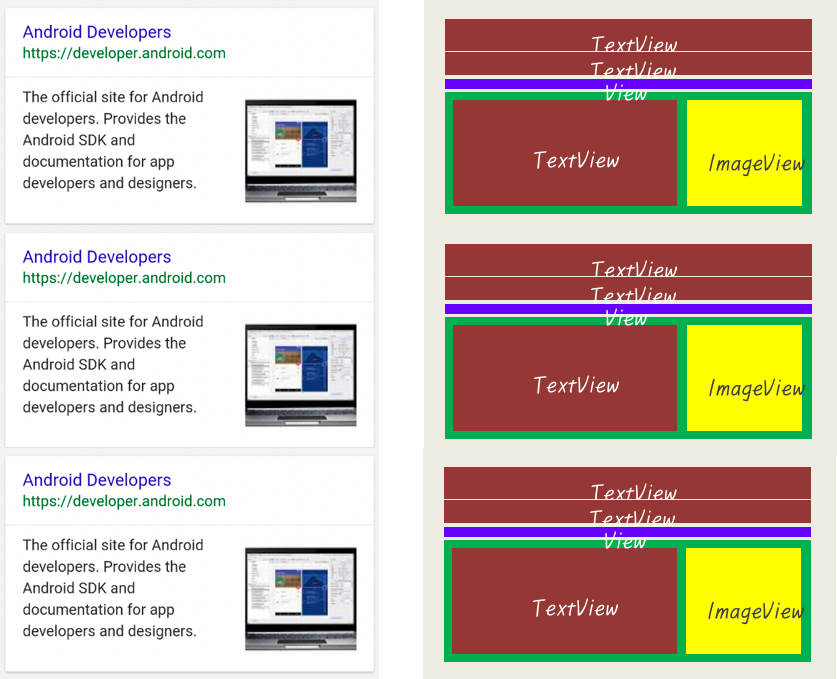 Android Developers
https://developer.android.com
The official site for Android
developers. Provides the
Android SDK and
documentation for app
developers and designers.
Android Developers
https://developer.android.com
The official site for Android
developers. Provides the
Android SDK and
documentation for app
developers and designers.
Android Developers
https://developer.android.com
The official site for Android
developers. Provides the
Android SDK and
documentation for app
developers and designers.
TextView
TextView
View
TextView
ImageView
TextView
TextView
View
TextView
ImageView
TextView
TextView
View
TextView
ImageView